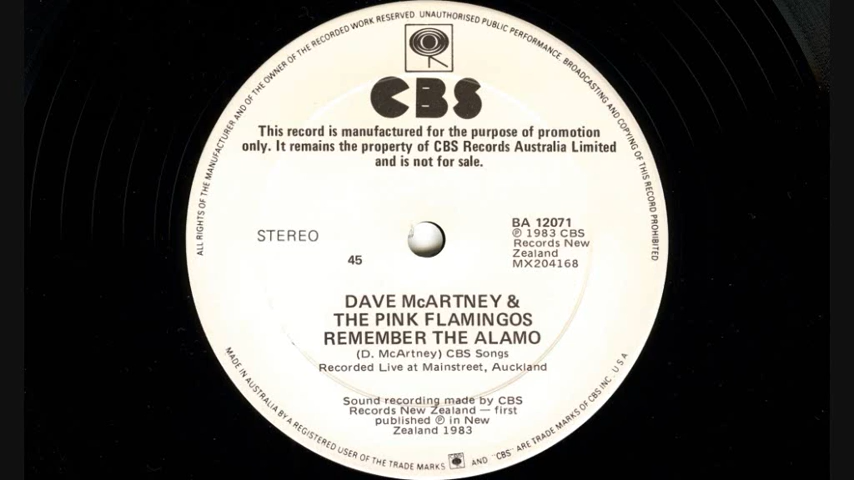 ALL RIGHTS OF THE MANUFACTURER AND OF THE OWNER OF THE RECORDED WORK RESERVED UNAUTHORISED PUBLIC PERFORMANCE, BROADCASTING AND COPYING OF THIS RECORD PROHIBITED
CBS
This record is manufactured for the purpose of promotion
only. It remains the property of CBS Records Australia Limited
and is not for sale.
STEREO
45
BA 12071
℗ 1983 CBS
Records New
Zealand
MX204168
DAVE McARTNEY &
THE PINK FLAMINGOS
REMEMBER THE ALAMO
(D. McArtney) CBS Songs
Recorded Live at Mainstreet, Auckland
Sound recording made by CBS
Records New Zealand — first
published ℗ in New
Zealand 1983
MADE IN AUSTRALIA BY A REGISTERED USER OF THE TRADE MARKS AND "CBS" ARE TRADE MARKS OF CBS INC U S A